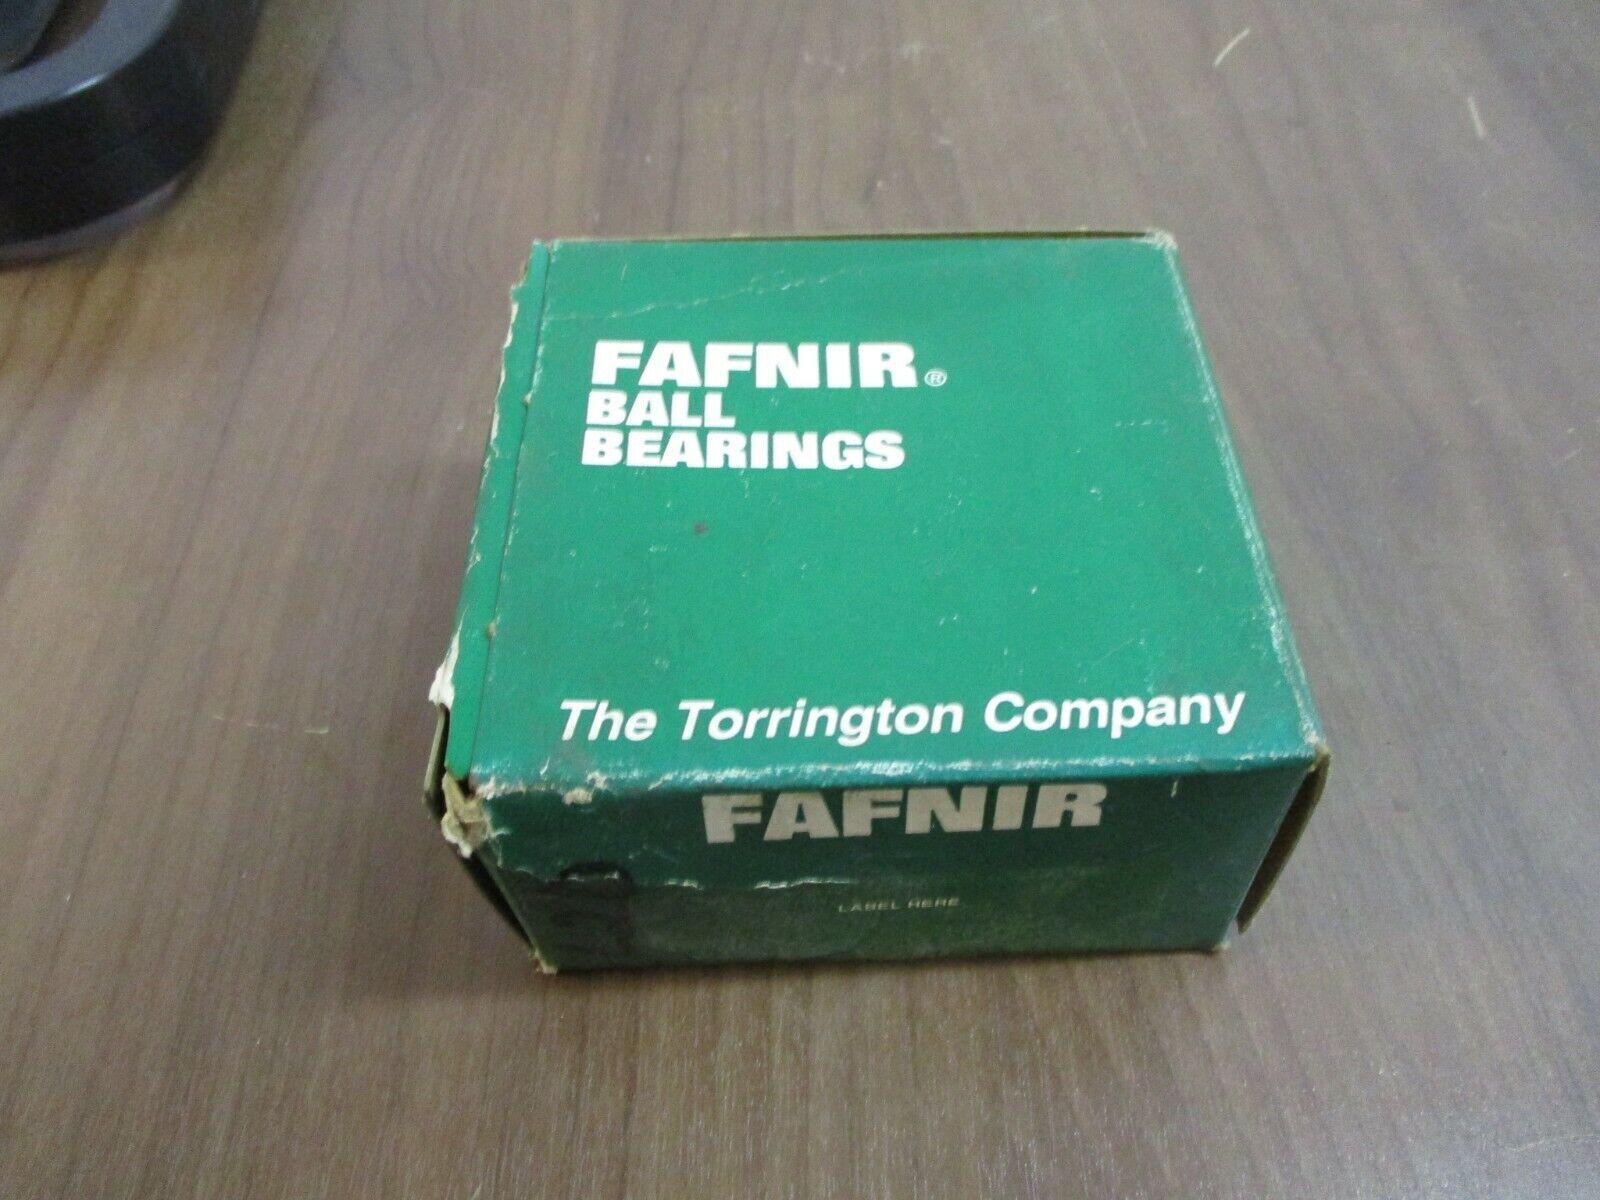 FAFNIR®
BALL
BEARINGS
The Torrington Company
FAFNIR
LABEL HERE